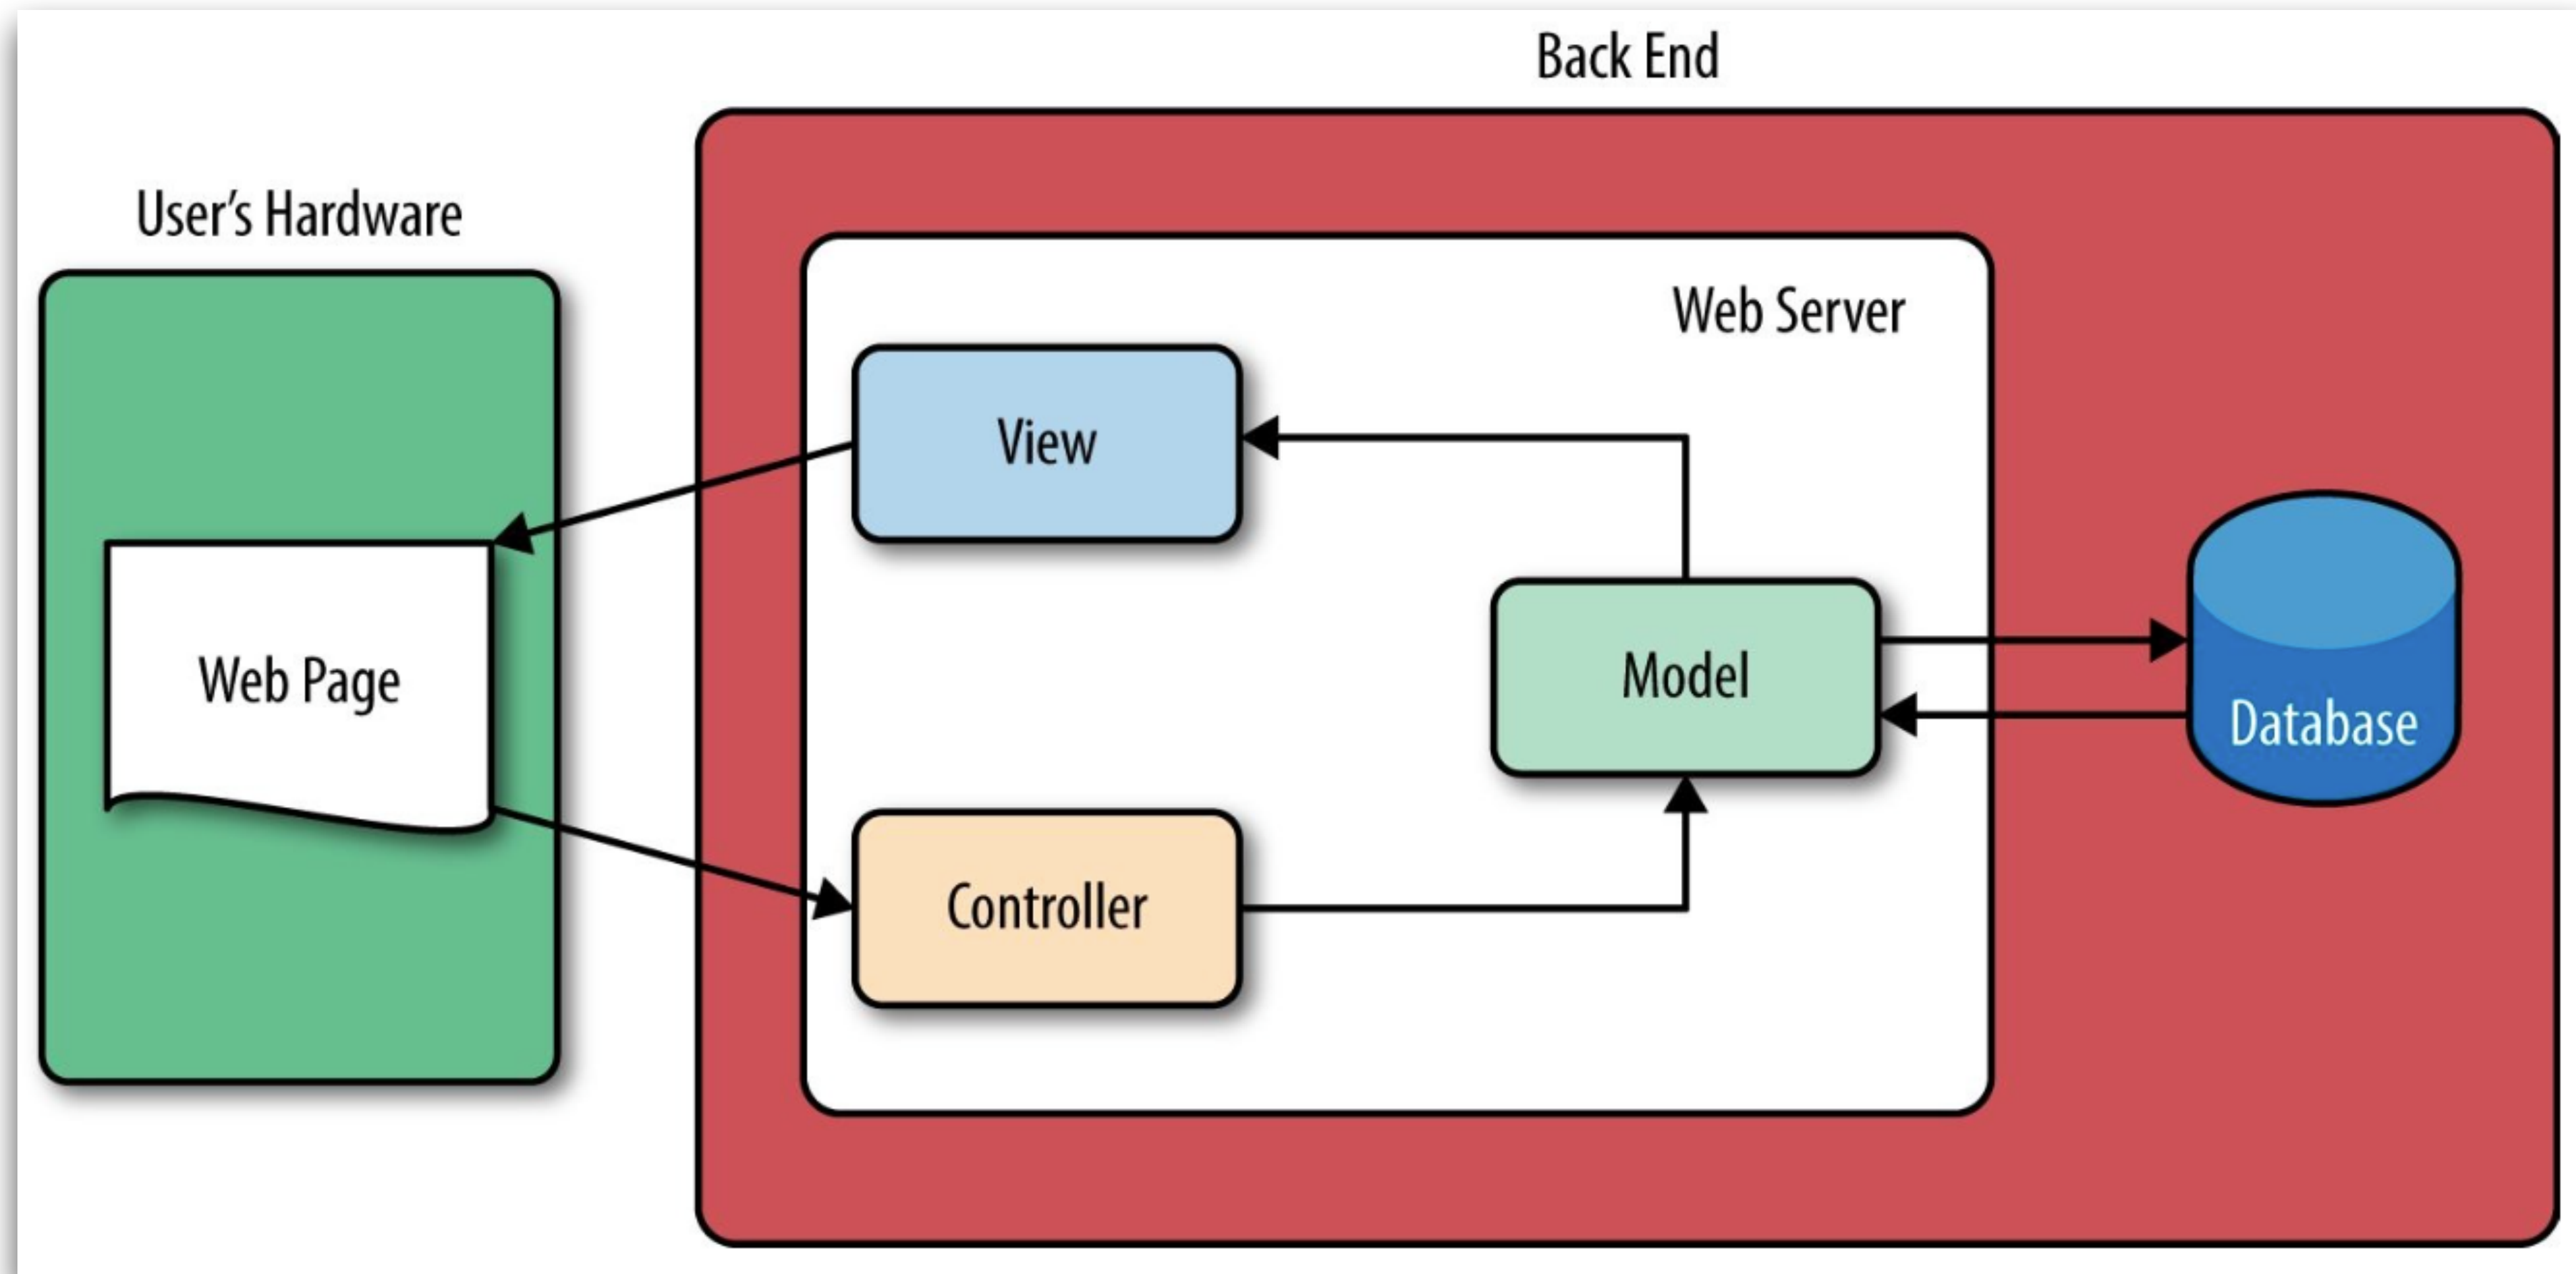 Back End
User’s Hardware
Web Server
View
Web Page
Model
Database
Controller